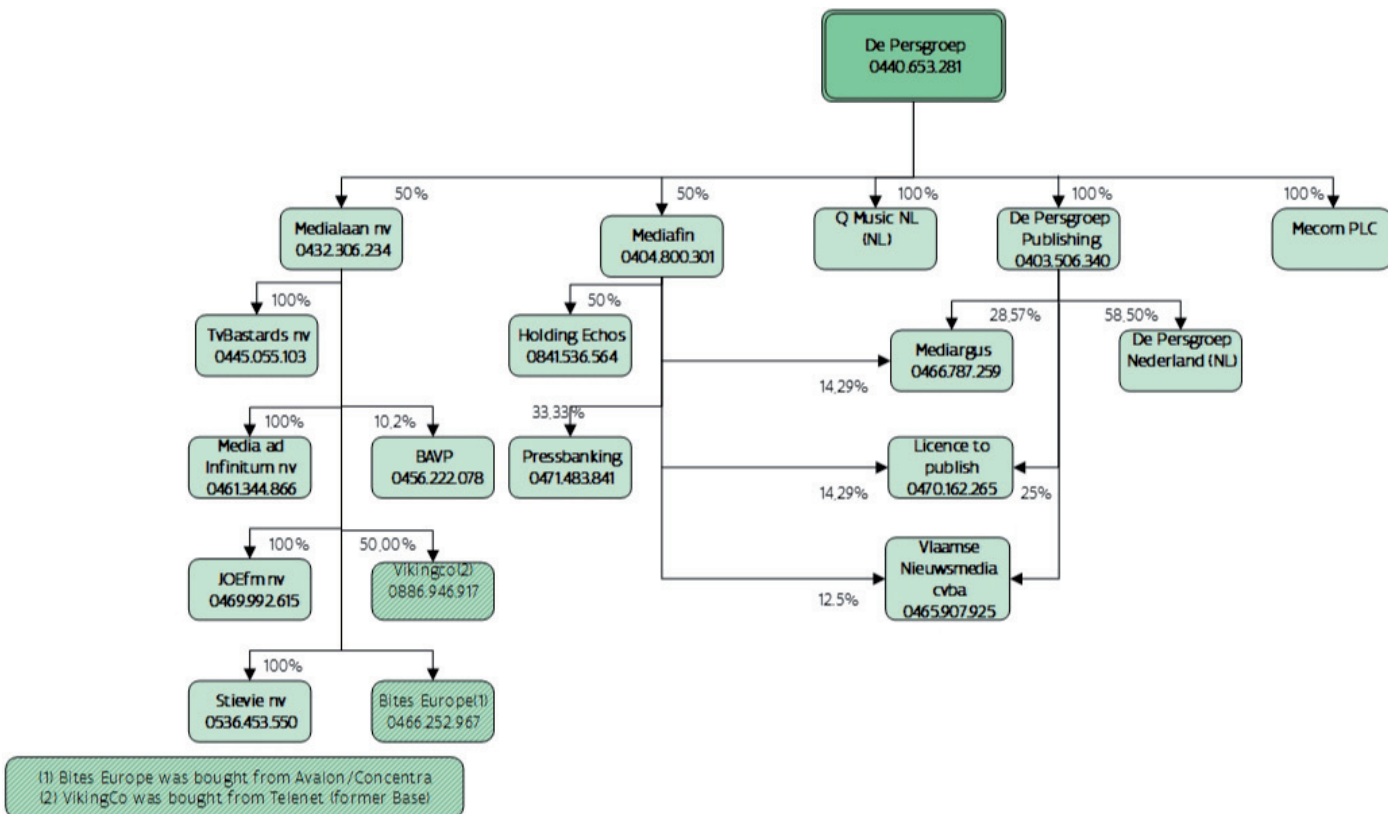 De Persgroep
0440.653.281
50%
50%
100%
100%
100%
Medialaan nv
0432.306.234
Mediafin
0404.800.301
Q Music NL
(NL)
De Persgroep
Publishing
0403.506.340
Mecom PLC
100%
50%
28,57%
58,50%
TvBastards nv
0445.055.103
Holding Echos
0841.536.564
Mediargus
0466.787.259
De Persgroep
Nederland (NL)
14,29%
100%
10,2%
33,33%
Media ad
Infinitum nv
0461.344.866
BAVP
0456.222.078
Pressbanking
0471.483.841
Licence to
publish
0470.162.265
14,29%
25%
100%
50,00%
JOEfm nv
0469.992.615
Vikingco(2)
0886.946.917
Vlaamse
Nieuwsmedia
cvba
0465.907.925
12.5%
100%
Stievie nv
0536.453.550
Bites Europe(1)
0466.252.967
(1) Bites Europe was bought from Avalon/Concentra
(2) VikingCo was bought from Telenet (former Base)